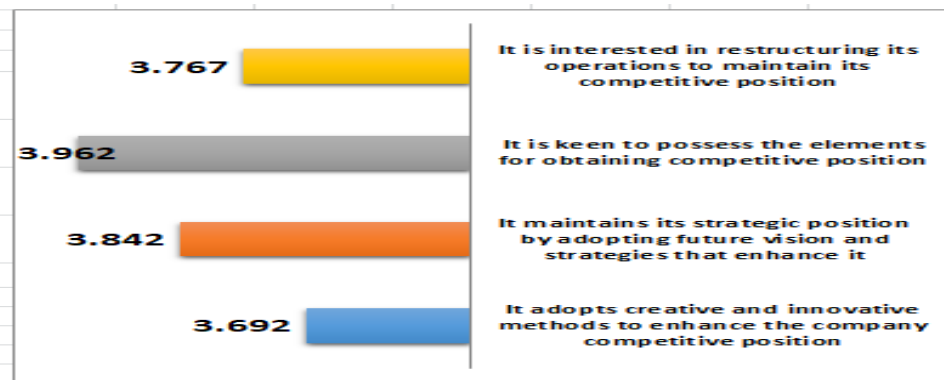 3.767
It is interested in restructuring its
operations to maintain its
competitive position
3.962
It is keen to possess the elements
for obtaining competitive position
3.842
It maintains its strategic position
by adopting future vision and
strategies that enhance it
3.692
It adopts creative and innovative
methods to enhance the company
competitive position